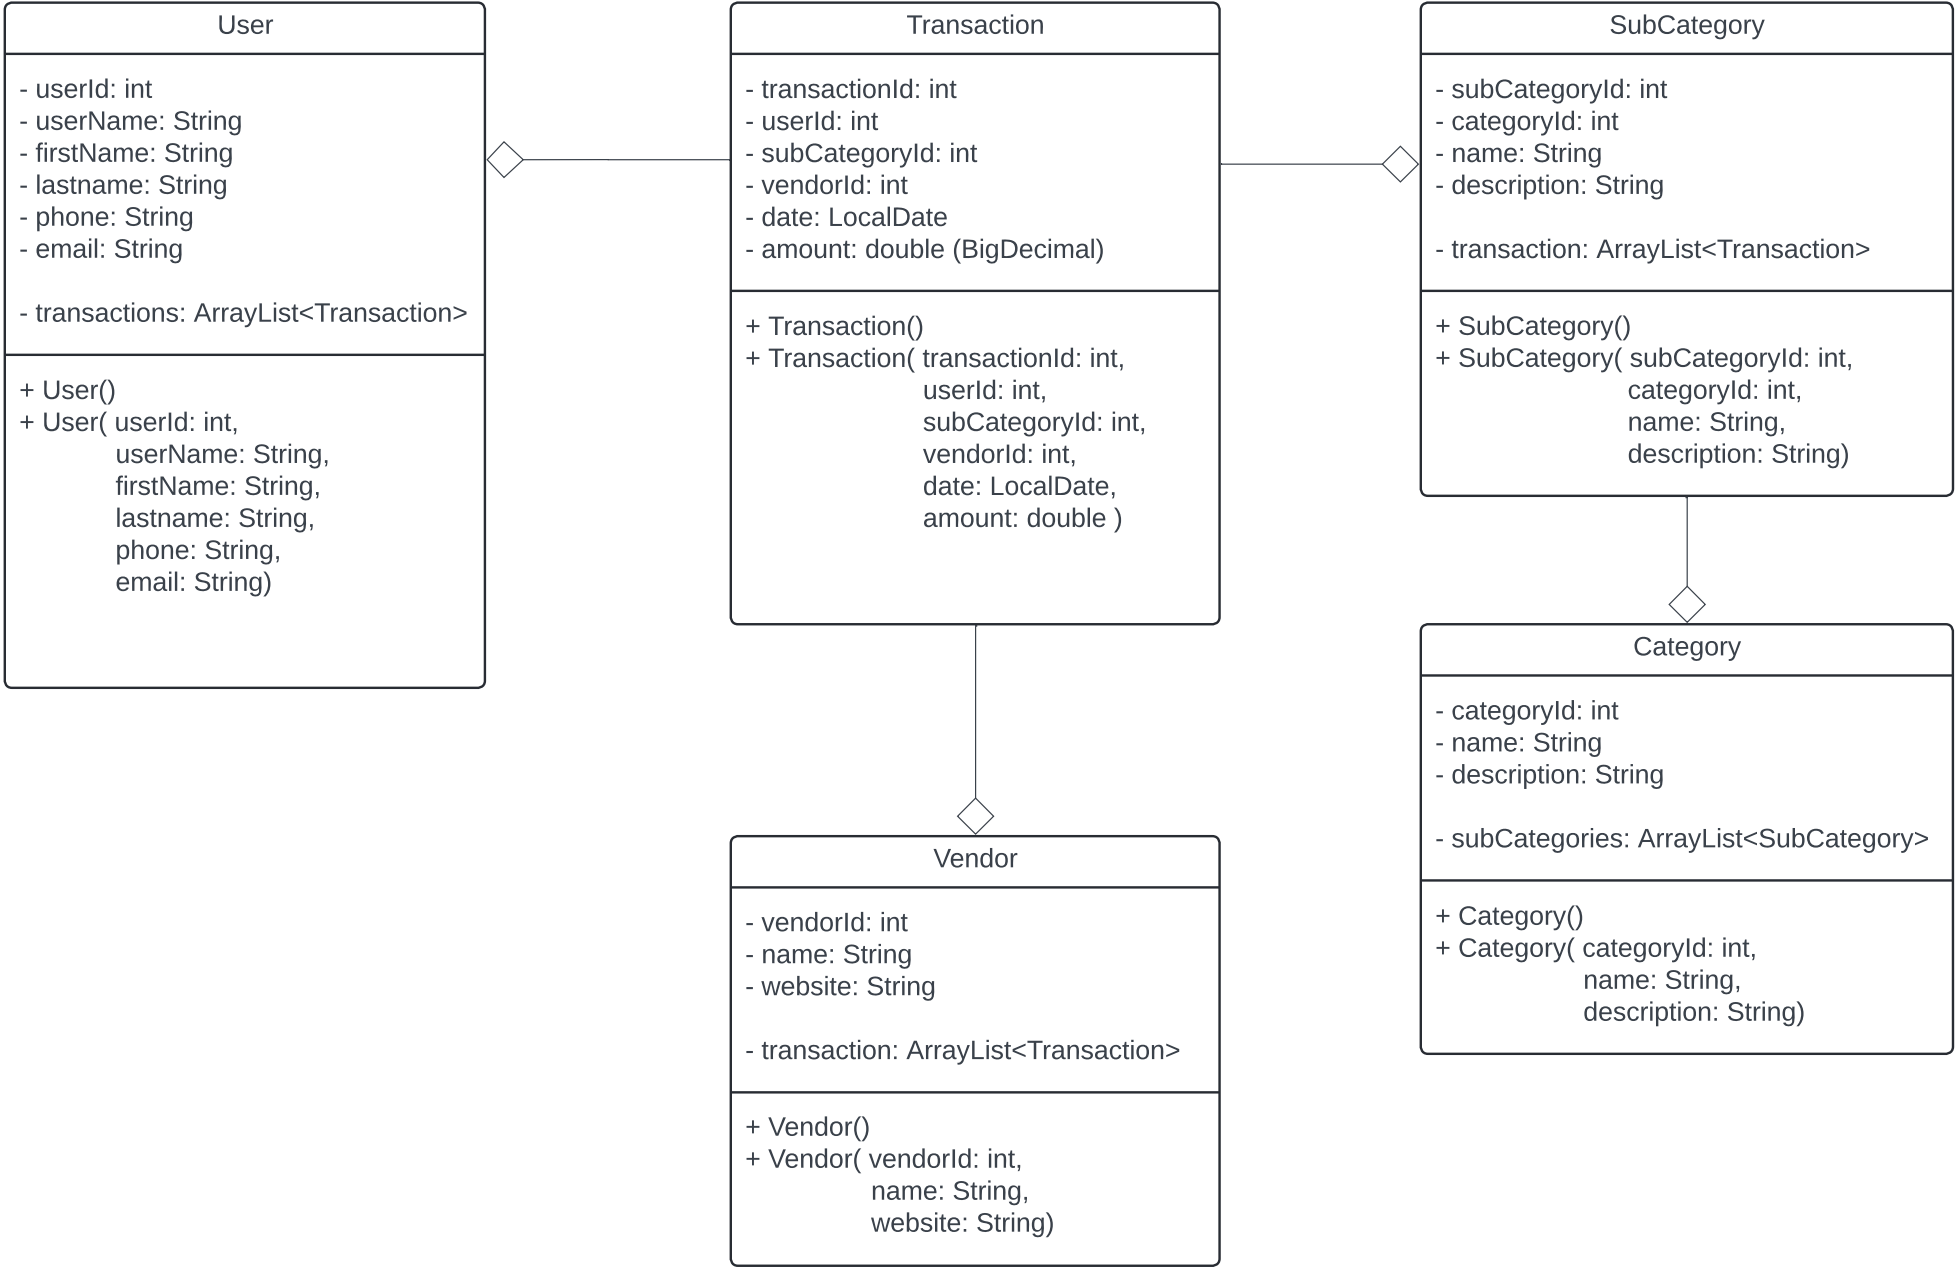 User
- userId: int
- userName: String
- firstName: String
- lastname: String
- phone: String
- email: String
- transactions: ArrayList<Transaction>
+ User()
+ User( userId: int,
userName: String,
firstName: String,
lastname: String,
phone: String,
email: String)
Transaction
- transactionId: int
- userId: int
- subCategoryId: int
- vendorId: int
- date: LocalDate
- amount: double (BigDecimal)
+ Transaction()
+ Transaction( transactionId: int,
userId: int,
subCategoryId: int,
vendorId: int,
date: LocalDate,
amount: double )
SubCategory
- subCategoryId: int
- categoryId: int
- name: String
- description: String
- transaction: ArrayList<Transaction>
+ SubCategory()
+ SubCategory( subCategoryId: int,
categoryId: int,
name: String,
description: String)
Vendor
- vendorId: int
- name: String
- website: String
- transaction: ArrayList<Transaction>
+ Vendor()
+ Vendor( vendorId: int,
name: String,
website: String)
Category
- categoryId: int
- name: String
- description: String
- subCategories: ArrayList<SubCategory>
+ Category()
+ Category( categoryId: int,
name: String,
description: String)